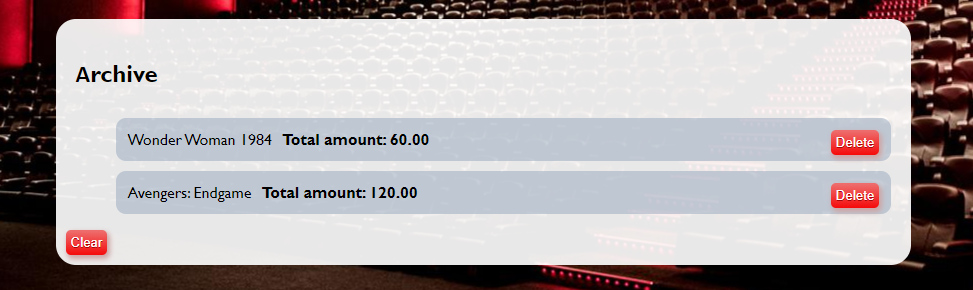 Archive
Wonder Woman 1984 Total amount: 60.00 Delete
Avengers: Endgame Total amount: 120.00 Delete
Clear